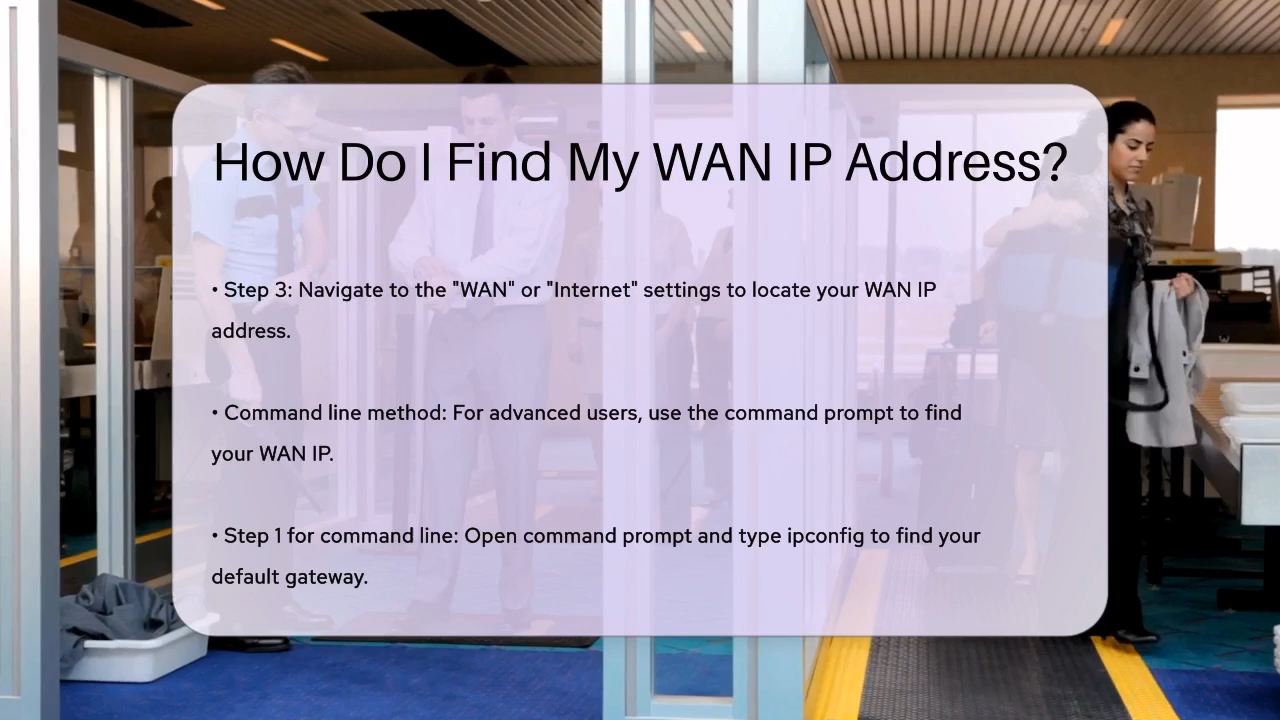 How Do I Find My WAN IP Address?
• Step 3: Navigate to the "WAN" or "Internet" settings to locate your WAN IP
address.
• Command line method: For advanced users, use the command prompt to find
your WAN IP.
• Step 1 for command line: Open command prompt and type ipconfig to find your
default gateway.